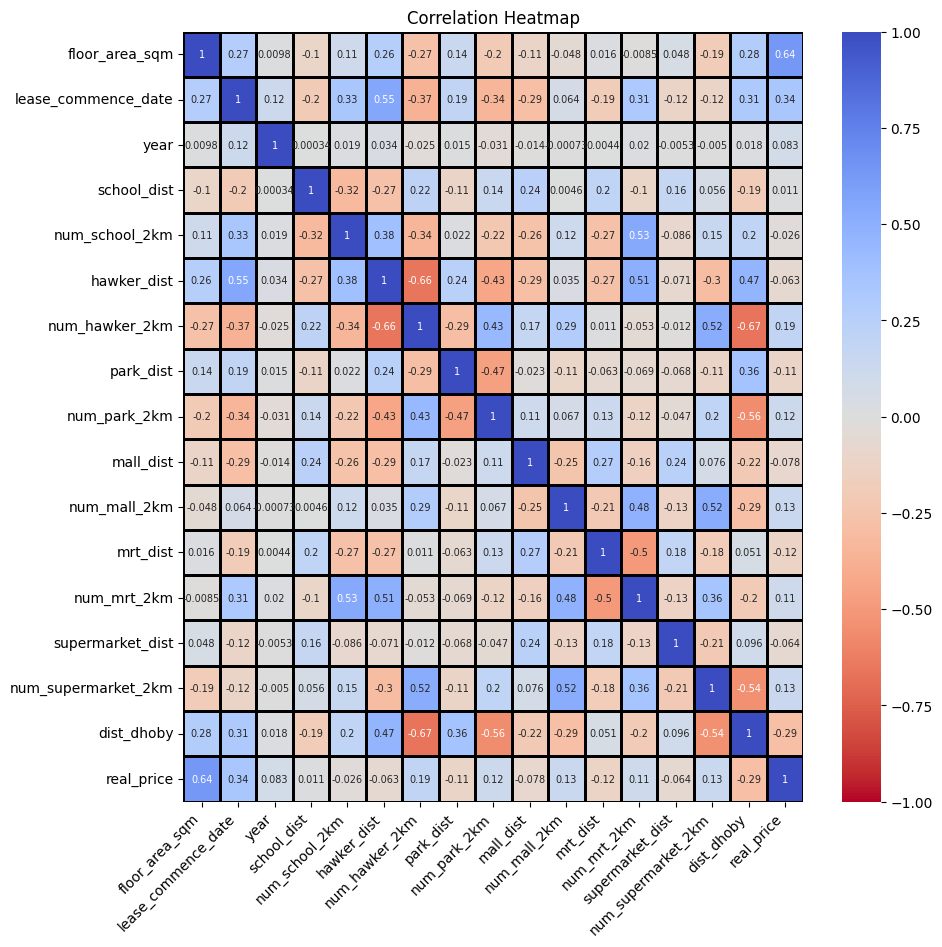 Correlation Heatmap
floor_area_sqm 1 0.27 0.0098 -0.1 0.11 0.26 -0.27 0.14 -0.2 -0.11 -0.048 0.016 -0.0085 0.048 -0.19 0.28 0.64
lease_commence_date 0.27 1 0.12 -0.2 0.33 0.55 -0.37 0.19 -0.34 -0.29 0.064 -0.19 0.31 -0.12 -0.12 0.31 0.34
year 0.0098 0.12 1 0.00034 0.019 0.034 -0.025 0.015 -0.031 -0.014 -0.00073 0.0044 0.02 -0.0053 -0.005 0.018 0.083
school_dist -0.1 -0.2 0.00034 1 -0.32 -0.27 0.22 -0.11 0.14 0.24 0.0046 0.2 -0.1 0.16 0.056 -0.19 0.011
num_school_2km 0.11 0.33 0.019 -0.32 1 0.38 -0.34 0.022 -0.22 -0.26 0.12 -0.27 0.53 -0.086 0.15 0.2 -0.026
hawker_dist 0.26 0.55 0.034 -0.27 0.38 1 -0.66 0.24 -0.43 -0.29 0.035 -0.27 0.51 -0.071 -0.3 0.47 -0.063
num_hawker_2km -0.27 -0.37 -0.025 0.22 -0.34 -0.66 1 -0.29 0.43 0.17 0.29 0.011 -0.053 -0.012 0.52 -0.67 0.19
park_dist 0.14 0.19 0.015 -0.11 0.022 0.24 -0.29 1 -0.47 -0.023 -0.11 -0.063 -0.069 -0.068 -0.11 0.36 -0.11
num_park_2km -0.2 -0.34 -0.031 0.14 -0.22 -0.43 0.43 -0.47 1 0.11 0.067 0.13 -0.12 -0.047 0.2 -0.56 0.12
mall_dist -0.11 -0.29 -0.014 0.24 -0.26 -0.29 0.17 -0.023 0.11 1 -0.25 0.27 -0.16 0.24 0.076 -0.22 -0.078
num_mall_2km -0.048 0.064 -0.00073 0.0046 0.12 0.035 0.29 -0.11 0.067 -0.25 1 -0.21 0.48 -0.13 0.52 -0.29 0.13
mrt_dist 0.016 -0.19 0.0044 0.2 -0.27 -0.27 0.011 -0.063 0.13 0.27 -0.21 1 -0.5 0.18 -0.18 0.051 -0.12
num_mrt_2km -0.0085 0.31 0.02 -0.1 0.53 0.51 -0.053 -0.069 -0.12 -0.16 0.48 -0.5 1 -0.13 0.36 -0.2 0.11
supermarket_dist 0.048 -0.12 -0.0053 0.16 -0.086 -0.071 -0.012 -0.068 -0.047 0.24 -0.13 0.18 -0.13 1 -0.21 0.096 -0.064
num_supermarket_2km -0.19 -0.12 -0.005 0.056 0.15 -0.3 0.52 -0.11 0.2 0.076 0.52 -0.18 0.36 -0.21 1 -0.54 0.13
dist_dhoby 0.28 0.31 0.018 -0.19 0.2 0.47 -0.67 0.36 -0.56 -0.22 -0.29 0.051 -0.2 0.096 -0.54 1 -0.29
real_price 0.64 0.34 0.083 0.011 -0.026 -0.063 0.19 -0.11 0.12 -0.078 0.13 -0.12 0.11 -0.064 0.13 -0.29 1
floor_area_sqm
lease_commence_date
year
school_dist
num_school_2km
hawker_dist
num_hawker_2km
park_dist
num_park_2km
mall_dist
num_mall_2km
mrt_dist
num_mrt_2km
supermarket_dist
num_supermarket_2km
dist_dhoby
real_price
1.00
0.75
0.50
0.25
0.00
−0.25
−0.50
−0.75
−1.00